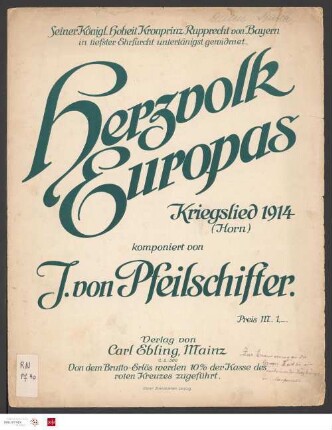 Seiner Königl. Hoheit Kronprinz Rupprecht von Bayern
in tiefster Ehrfurcht untertänigst gewidmet.
Herzvolk
Europas
Kriegslied 1914
(Horn)
komponiert von
J. von Pfeilschifter.
Preis M. 1,_
Verlag von
Carl Ebling, Mainz
Von dem Brutto-Erlös werden 10% der Kasse des
roten Kreuzes zugeführt.
RN